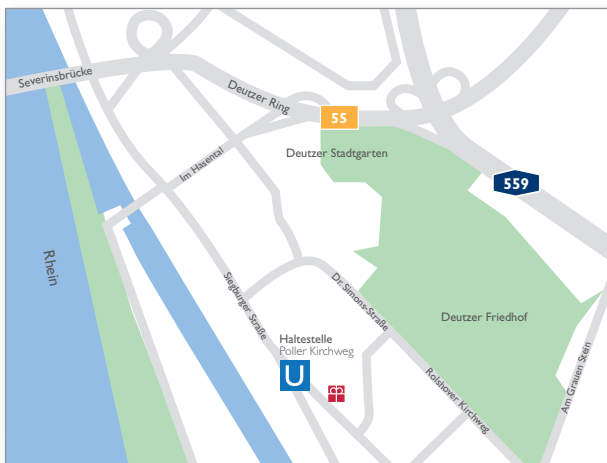 Severinsbrücke
Deutzer Ring
55
Deutzer Stadtgarten
Im Hasental
559
Rhein
Siegburger Straße
Dr. Simons-Straße
Deutzer Friedhof
Haltestelle
Poller Kirchweg
U
Rolshover Kirchweg
Am Grauen Stein